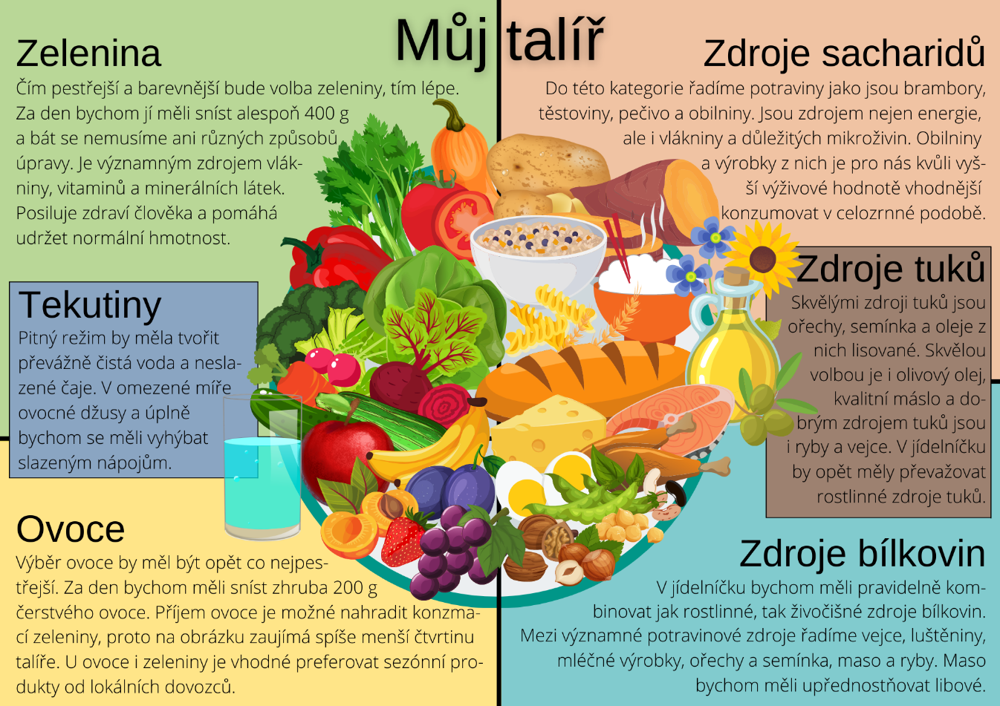 Můj talíř
Zelenina
Čím pestřejší a barevnější bude volba zeleniny, tím lépe.
Za den bychom jí měli sníst alespoň 400 g
a bát se nemusíme ani různých způsobů
úpravy. Je významným zdrojem vlák-
niny, vitaminů a minerálních látek.
Posiluje zdraví člověka a pomáhá
udržet normální hmotnost.
Tekutiny
Pitný režim by měla tvořit
převážně čistá voda a nesla-
zené čaje. V omezené míře
ovocné džusy a úplně
bychom se měli vyhýbat
slazeným nápojům.
Ovoce
Výběr ovoce by měl být opět co nejpes-
třejší. Za den bychom měli sníst zhruba 200 g
čerstvého ovoce. Příjem ovoce je možné nahradit konzma-
cí zeleniny, proto na obrázku zaujímá spíše menší čtvrtinu
talíře. U ovoce i zeleniny je vhodné preferovat sezónní pro-
dukty od lokálních dovozců.
Zdroje sacharidů
Do této kategorie řadíme potraviny jako jsou brambory,
těstoviny, pečivo a obilniny. Jsou zdrojem nejen energie,
ale i vlákniny a důležitých mikroživin. Obilniny
a výrobky z nich je pro nás kvůli vyš-
ší výživové hodnotě vhodnější
konzumovat v celozrnné podobě.
Zdroje tuků
Skvělými zdroji tuků jsou
ořechy, semínka a oleje z
nich lisované. Skvělou
volbou je i olivový olej,
kvalitní máslo a do-
brým zdrojem tuků jsou
i ryby a vejce. V jídelníčku
by opět měly převažovat
rostlinné zdroje tuků.
Zdroje bílkovin
V jídelníčku bychom měli pravidelně kom-
binovat jak rostlinné, tak živočišné zdroje bílkovin.
Mezi významné potravinové zdroje řadíme vejce, luštěniny,
mléčné výrobky, ořechy a semínka, maso a ryby. Maso
bychom měli upřednostňovat libové.